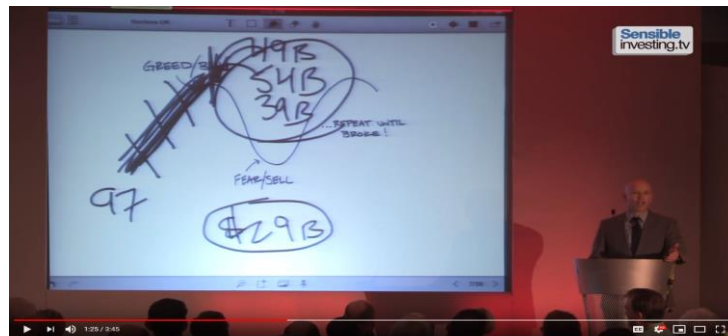 Sensible
investing.tv
49B
GREED/B
54B
39B
...REPEAT UNTIL
BROKE!
FEAR/SELL
97
$29B
1:25 / 3:45